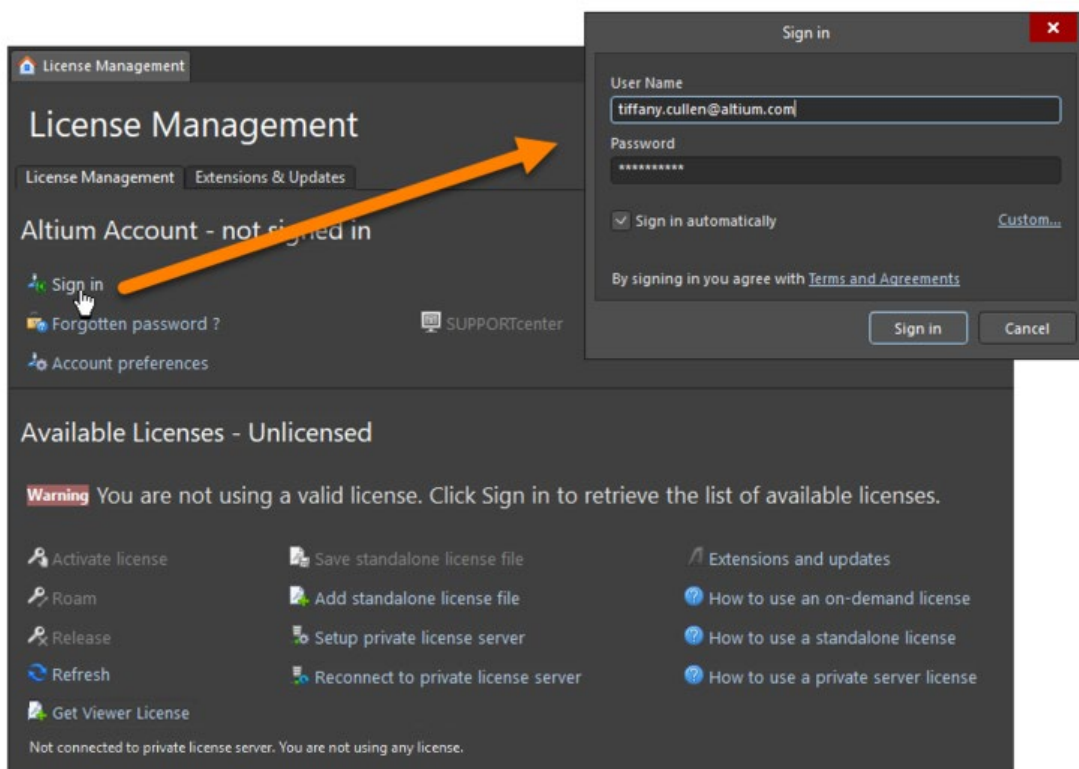 License Management
License Management
License Management
Extensions & Updates
Altium Account - not signed in
Sign in
Forgotten password ?
SUPPORTcenter
Account preferences
Sign in
User Name
tiffany.cullen@altium.com
Password
**********
Sign in automatically
Custom...
By signing in you agree with Terms and Agreements
Sign in
Cancel
Available Licenses - Unlicensed
Warning You are not using a valid license. Click Sign in to retrieve the list of available licenses.
Activate license
Save standalone license file
Extensions and updates
Roam
Add standalone license file
How to use an on-demand license
Release
Setup private license server
How to use a standalone license
Refresh
Reconnect to private license server
How to use a private server license
Get Viewer License
Not connected to private license server. You are not using any license.